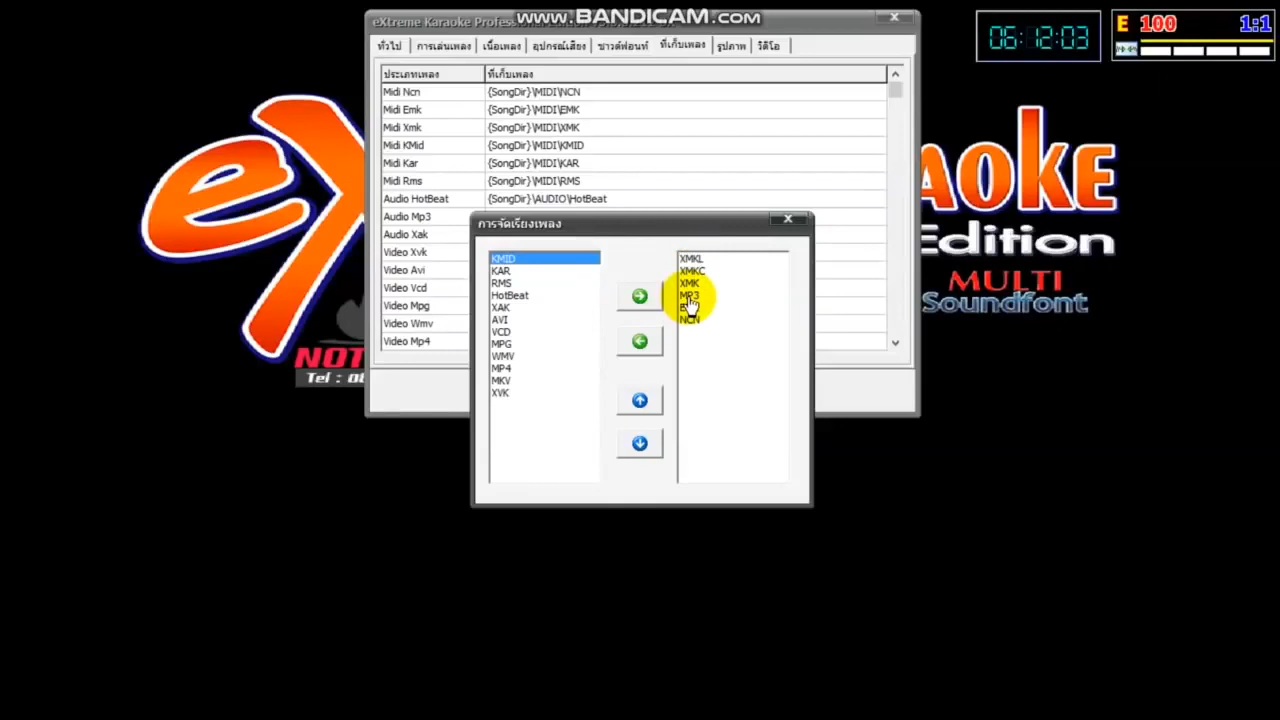 www.BANDICAM.com
eXtreme Karaoke Profess
ทั่วไป
การเล่นเพลง
เนื้อเพลง
อุปกรณ์เสียง
ซาวด์ฟอนท์
ที่เก็บเพลง
รูปภาพ
วีดีโอ
06:12:03
E 100 1:1
ประเภทเพลง ที่เก็บเพลง
Midi Ncn {SongDir}\MIDI\NCN
Midi Emk {SongDir}\MIDI\EMK
Midi Xmk {SongDir}\MIDI\XMK
Midi KMid {SongDir}\MIDI\KMID
Midi Kar {SongDir}\MIDI\KAR
Midi Rms {SongDir}\MIDI\RMS
Audio HotBeat {SongDir}\AUDIO\HotBeat
Audio Mp3
Audio Xak
Video Xvk
Video Avi
Video Vcd
Video Mpg
Video Wmv
Video Mp4
การจัดเรียงเพลง
KMID
KAR
RMS
HotBeat
XAK
AVI
VCD
MPG
WMV
MP4
MKV
XVK
XMKL
XMKC
XMK
MP3
NCN
eX
AOKE
Edition
MULTI
Soundfont
NOT
Tel : 0